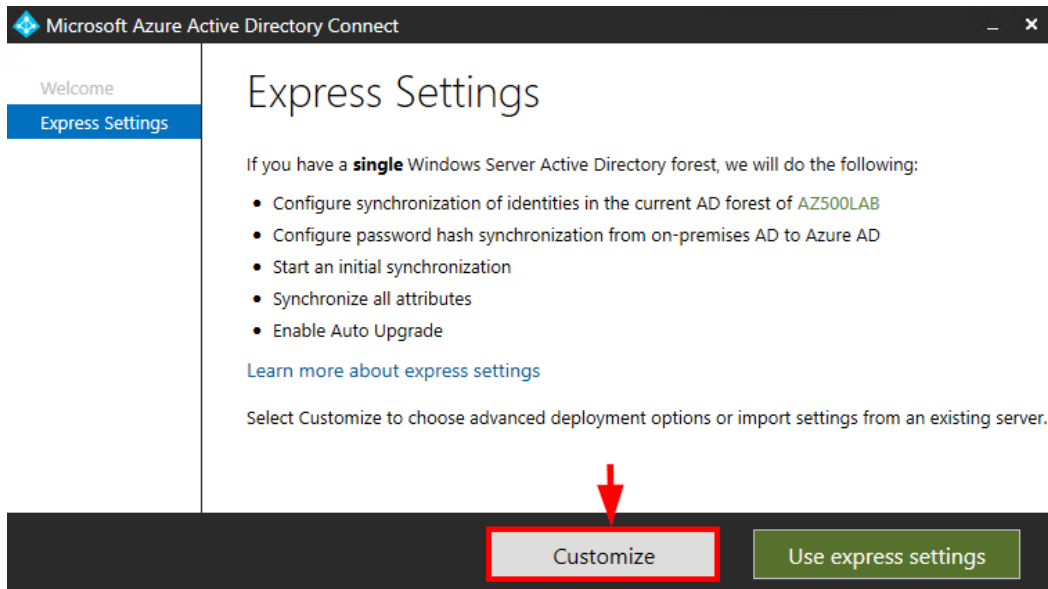 Microsoft Azure Active Directory Connect
Welcome
Express Settings
Express Settings
If you have a single Windows Server Active Directory forest, we will do the following:
• Configure synchronization of identities in the current AD forest of AZ500LAB
• Configure password hash synchronization from on-premises AD to Azure AD
• Start an initial synchronization
• Synchronize all attributes
• Enable Auto Upgrade
Learn more about express settings
Select Customize to choose advanced deployment options or import settings from an existing server.
Customize
Use express settings